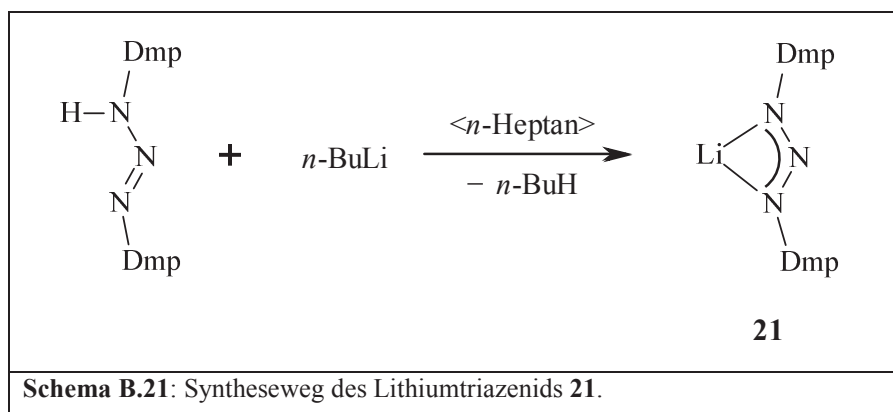 Dmp
H–N
N
N
Dmp
+
n-BuLi
<n-Heptan>
− n-BuH
Dmp
N
Li
N
N
Dmp
21
Schema B.21: Syntheseweg des Lithiumtriazenids 21.